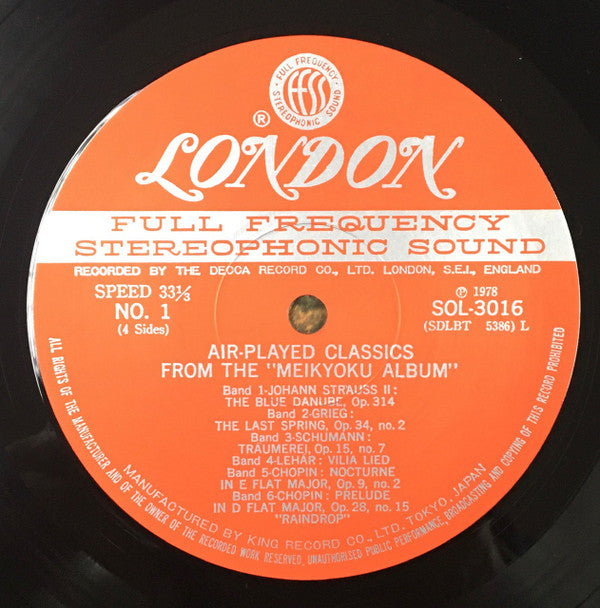 FULL FREQUENCY
ffss
STEREOPHONIC SOUND
®
LONDON
FULL FREQUENCY
STEREOPHONIC SOUND
RECORDED BY THE DECCA RECORD CO., LTD. LONDON, S.E.I., ENGLAND
SPEED 33⅓
NO. 1
(4 Sides)
℗ 1978
SOL-3016
(SDLBT 5386) L
AIR-PLAYED CLASSICS
FROM THE "MEIKYOKU ALBUM"
Band 1-JOHANN STRAUSS II:
THE BLUE DANUBE, Op. 314
Band 2-GRIEG:
THE LAST SPRING, Op. 34, no. 2
Band 3-SCHUMANN:
TRÄUMEREI, Op. 15, no. 7
Band 4-LEHÁR: VILIA LIED
Band 5-CHOPIN: NOCTURNE
IN E FLAT MAJOR, Op. 9, no. 2
Band 6-CHOPIN: PRELUDE
IN D FLAT MAJOR, Op. 28, no. 15
"RAINDROP"
MANUFACTURED BY KING RECORD CO., LTD. TOKYO, JAPAN
ALL RIGHTS OF THE MANUFACTURER AND OF THE OWNER OF THE RECORDED WORK RESERVED, UNAUTHORISED PUBLIC PERFORMANCE, BROADCASTING AND COPYING OF THIS RECORD PROHIBITED